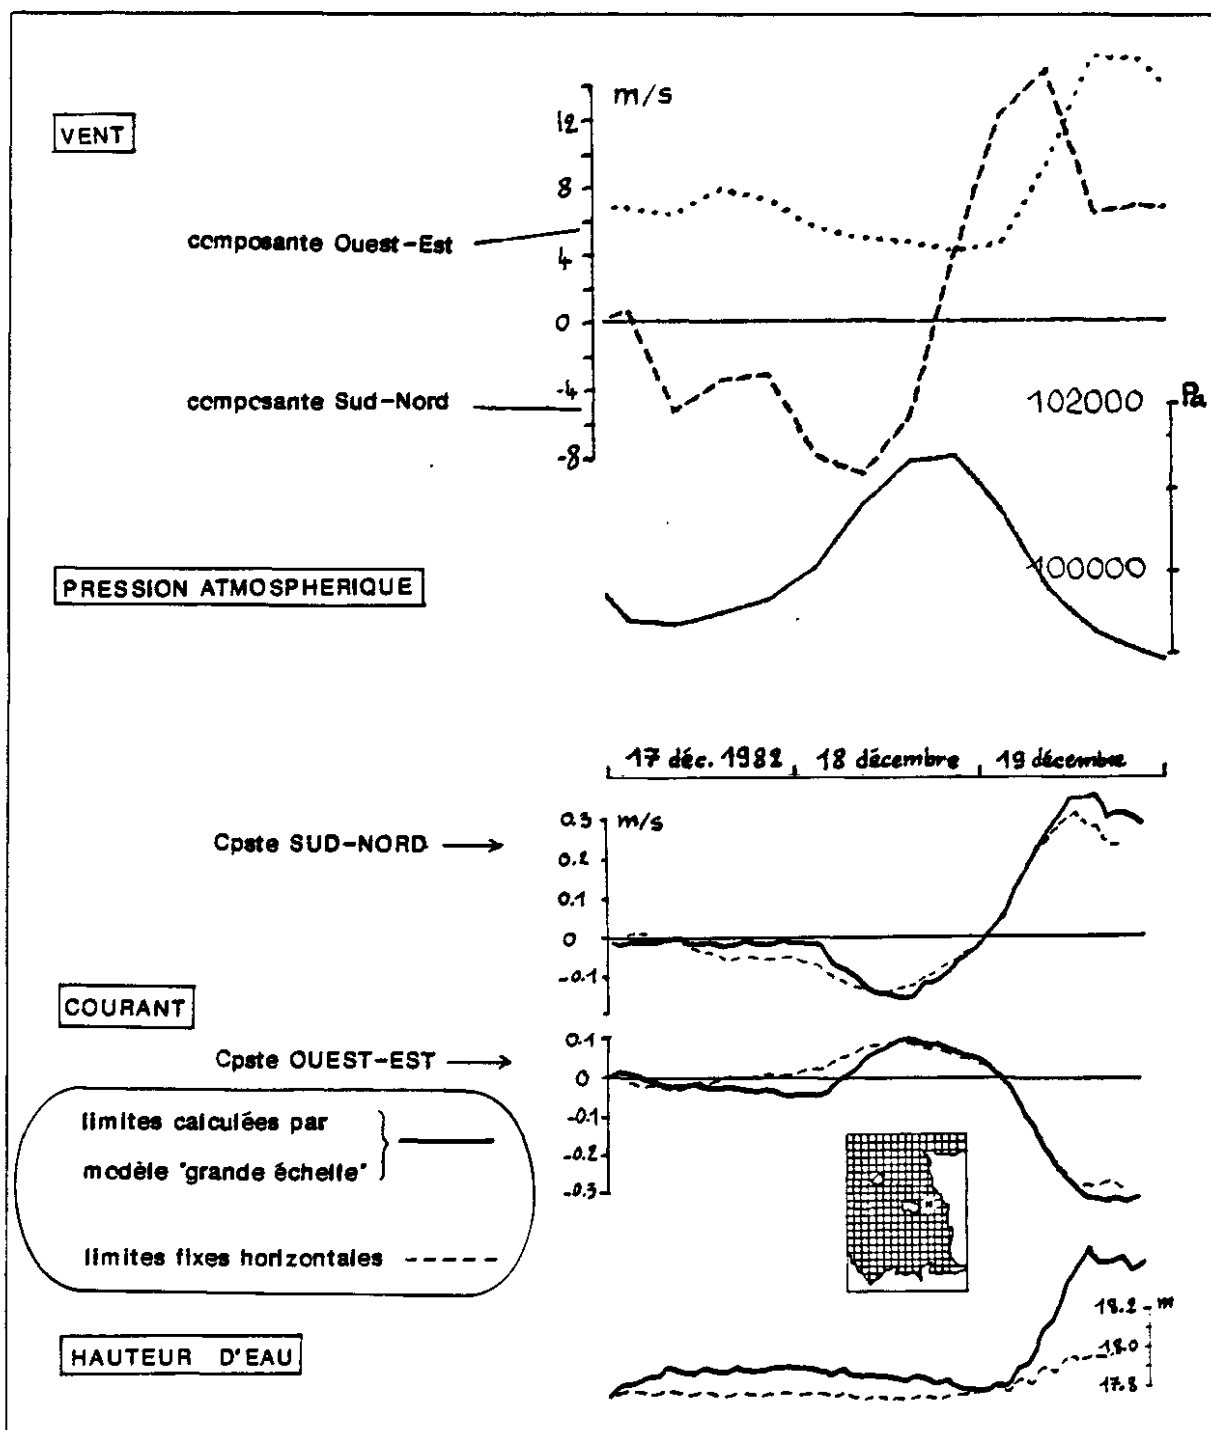 m/s
VENT
12
8
composante Ouest-Est
4
0
-4
composante Sud-Nord
102000 Pa
-8
100000
PRESSION ATMOSPHERIQUE
17 déc. 1982 18 décembre 19 décembre
0.3 m/s
Cpste SUD-NORD
0.2
0.1
0
-0.1
COURANT
0.1
Cpste OUEST-EST
0
limites calculées par
-0.1
modèle "grande échelle"
-0.2
-0.3
limites fixes horizontales
18.2 m
18.0
HAUTEUR D'EAU
17.8